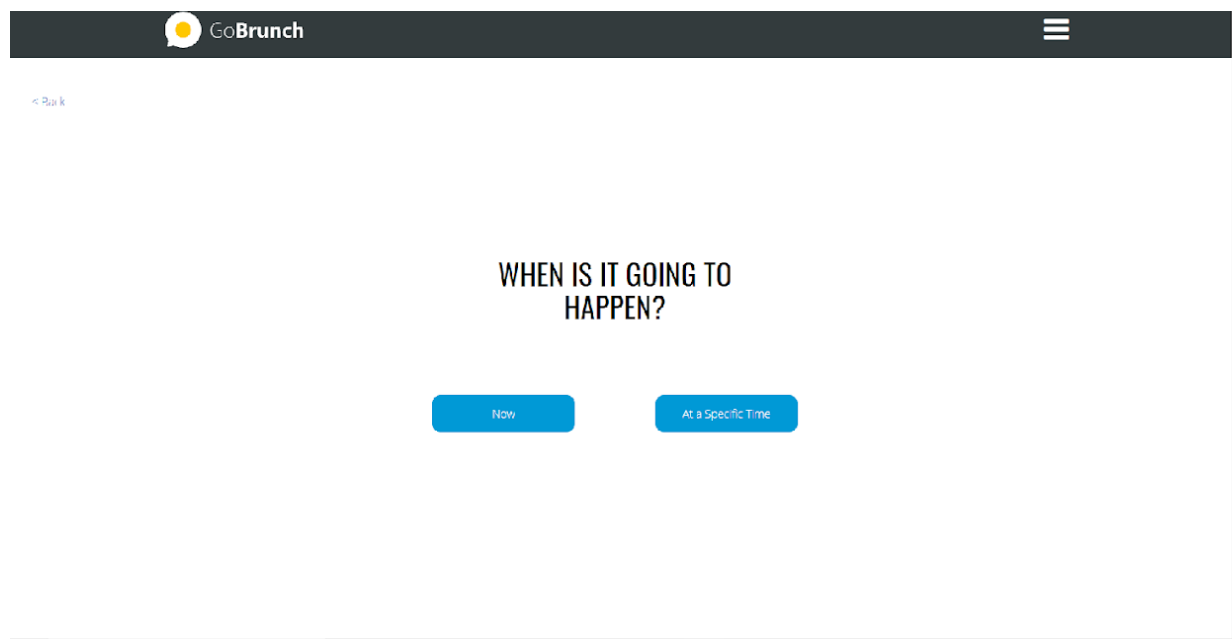 GoBrunch
< Back
WHEN IS IT GOING TO
HAPPEN?
Now
At a Specific Time